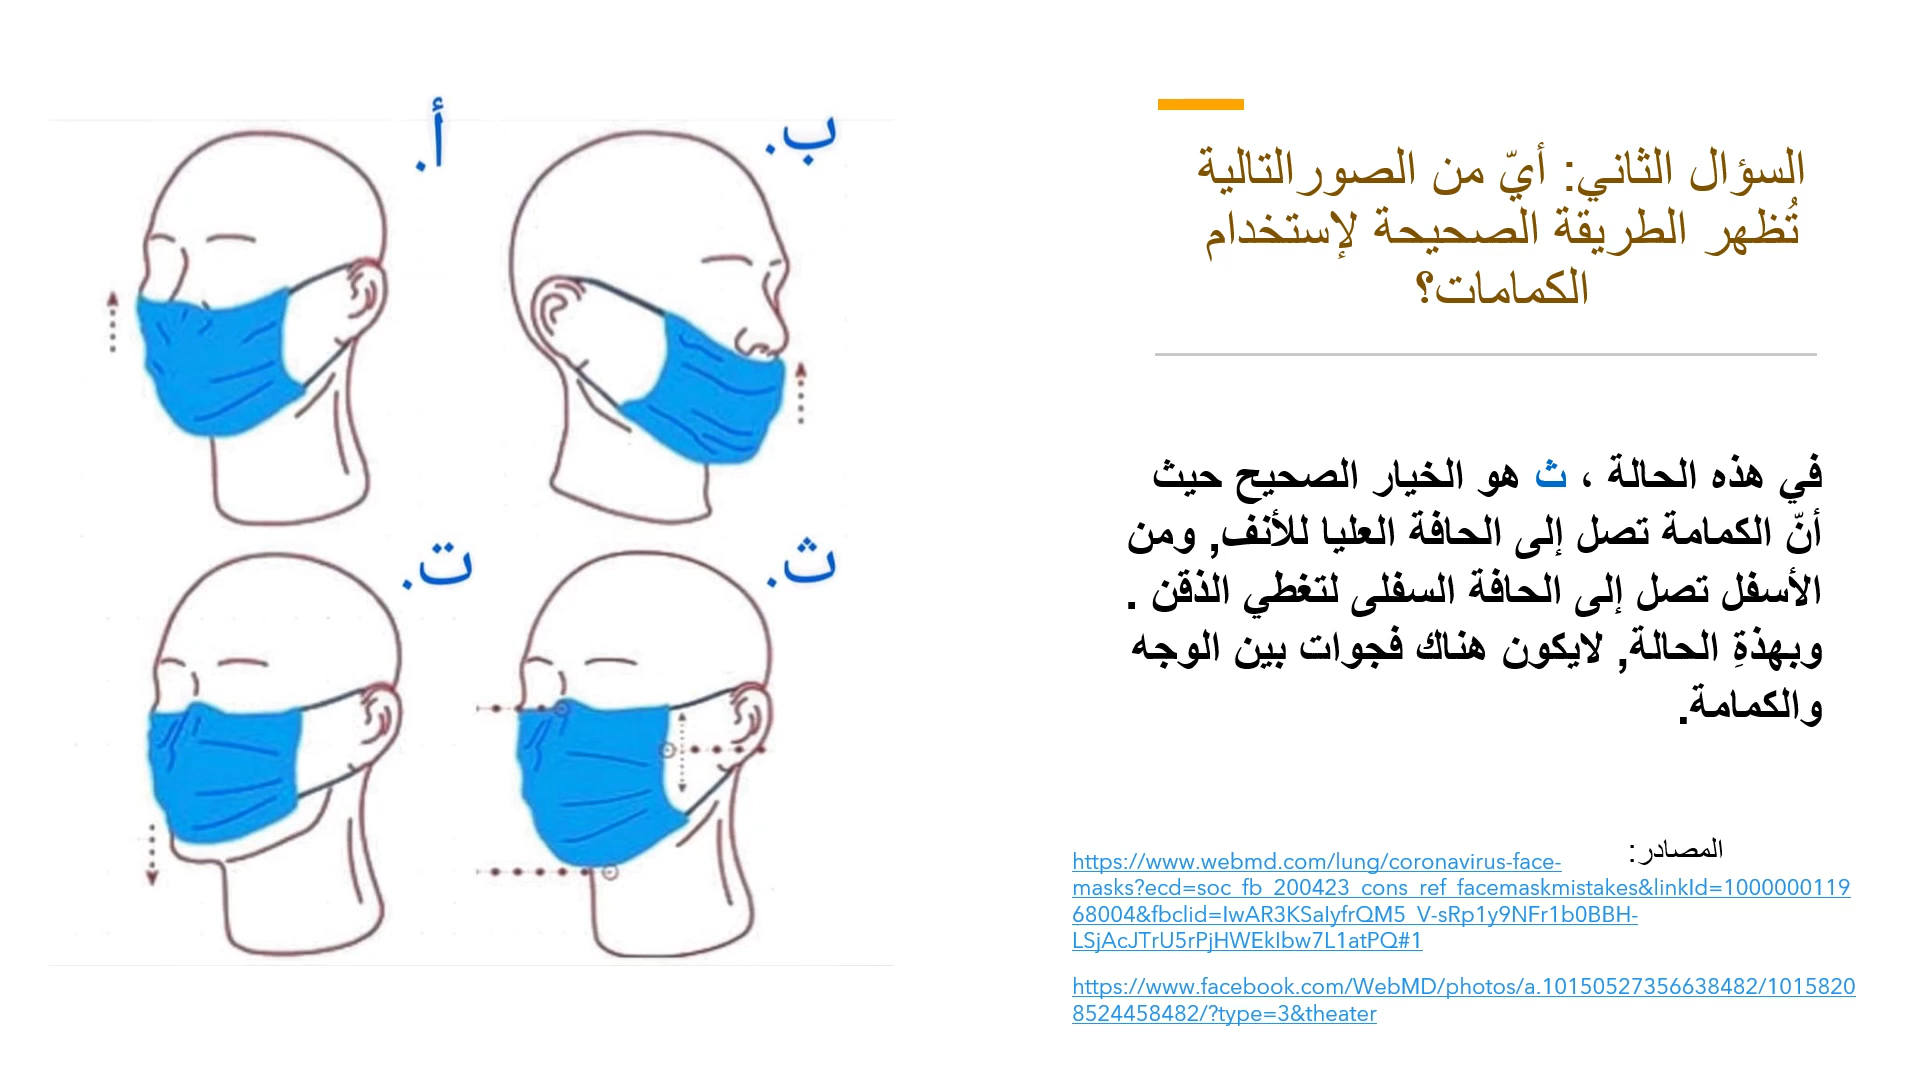 السؤال الثاني: أيّ من الصورالتالية
تُظهر الطريقة الصحيحة لإستخدام
الكمامات؟
أ.
ب.
ت.
ث.
في هذه الحالة ، ث هو الخيار الصحيح حيث
أنّ الكمامة تصل إلى الحافة العليا للأنف, ومن
الأسفل تصل إلى الحافة السفلى لتغطي الذقن .
وبهذةِ الحالة, لايكون هناك فجوات بين الوجه
والكمامة.
المصادر:
https://www.webmd.com/lung/coronavirus-face-
masks?ecd=soc_fb_200423_cons_ref_facemaskmistakes&linkId=1000000119
68004&fbclid=IwAR3KSaIyfrQM5_V-sRp1y9NFr1b0BBH-
LSjAcJTrU5rPjHWEkIbw7L1atPQ#1
https://www.facebook.com/WebMD/photos/a.10150527356638482/1015820
8524458482/?type=3&theater